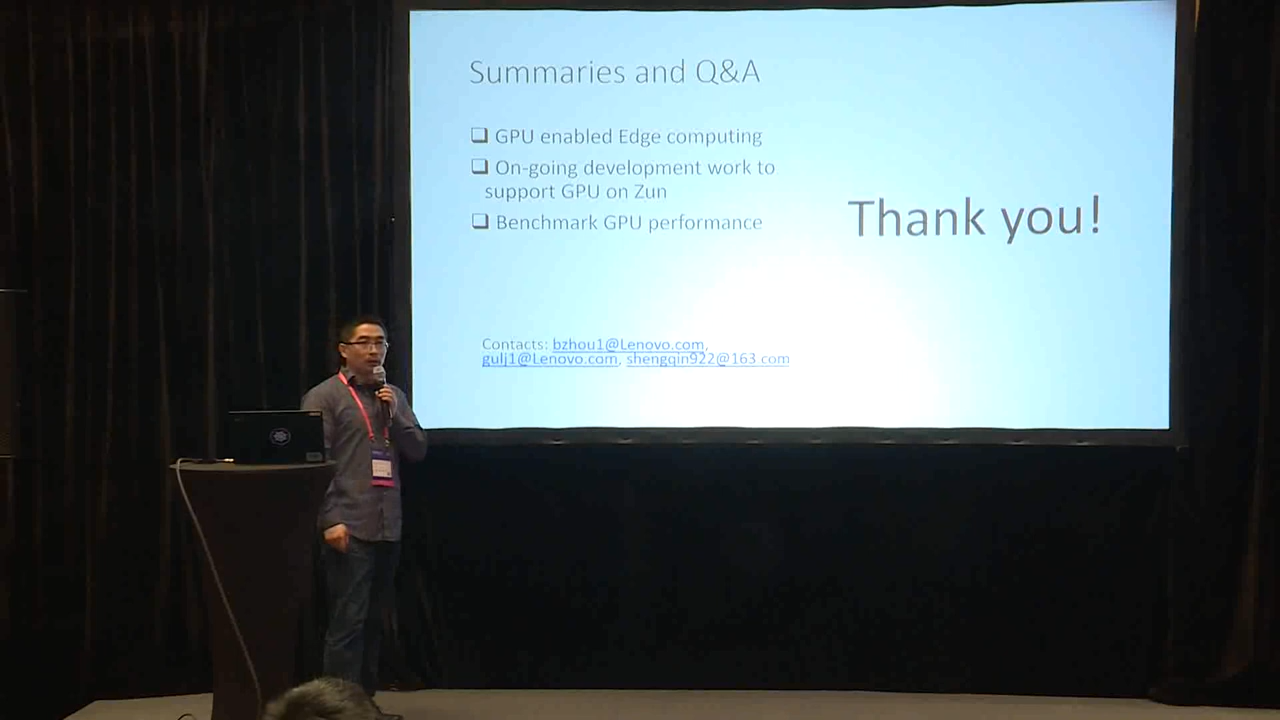 Summaries and Q&A
❑ GPU enabled Edge computing
❑ On-going development work to
support GPU on Zun
❑ Benchmark GPU performance
Thank you!
Contacts: bzhou1@Lenovo.com,
gulj1@Lenovo.com, shengqin922@163.com